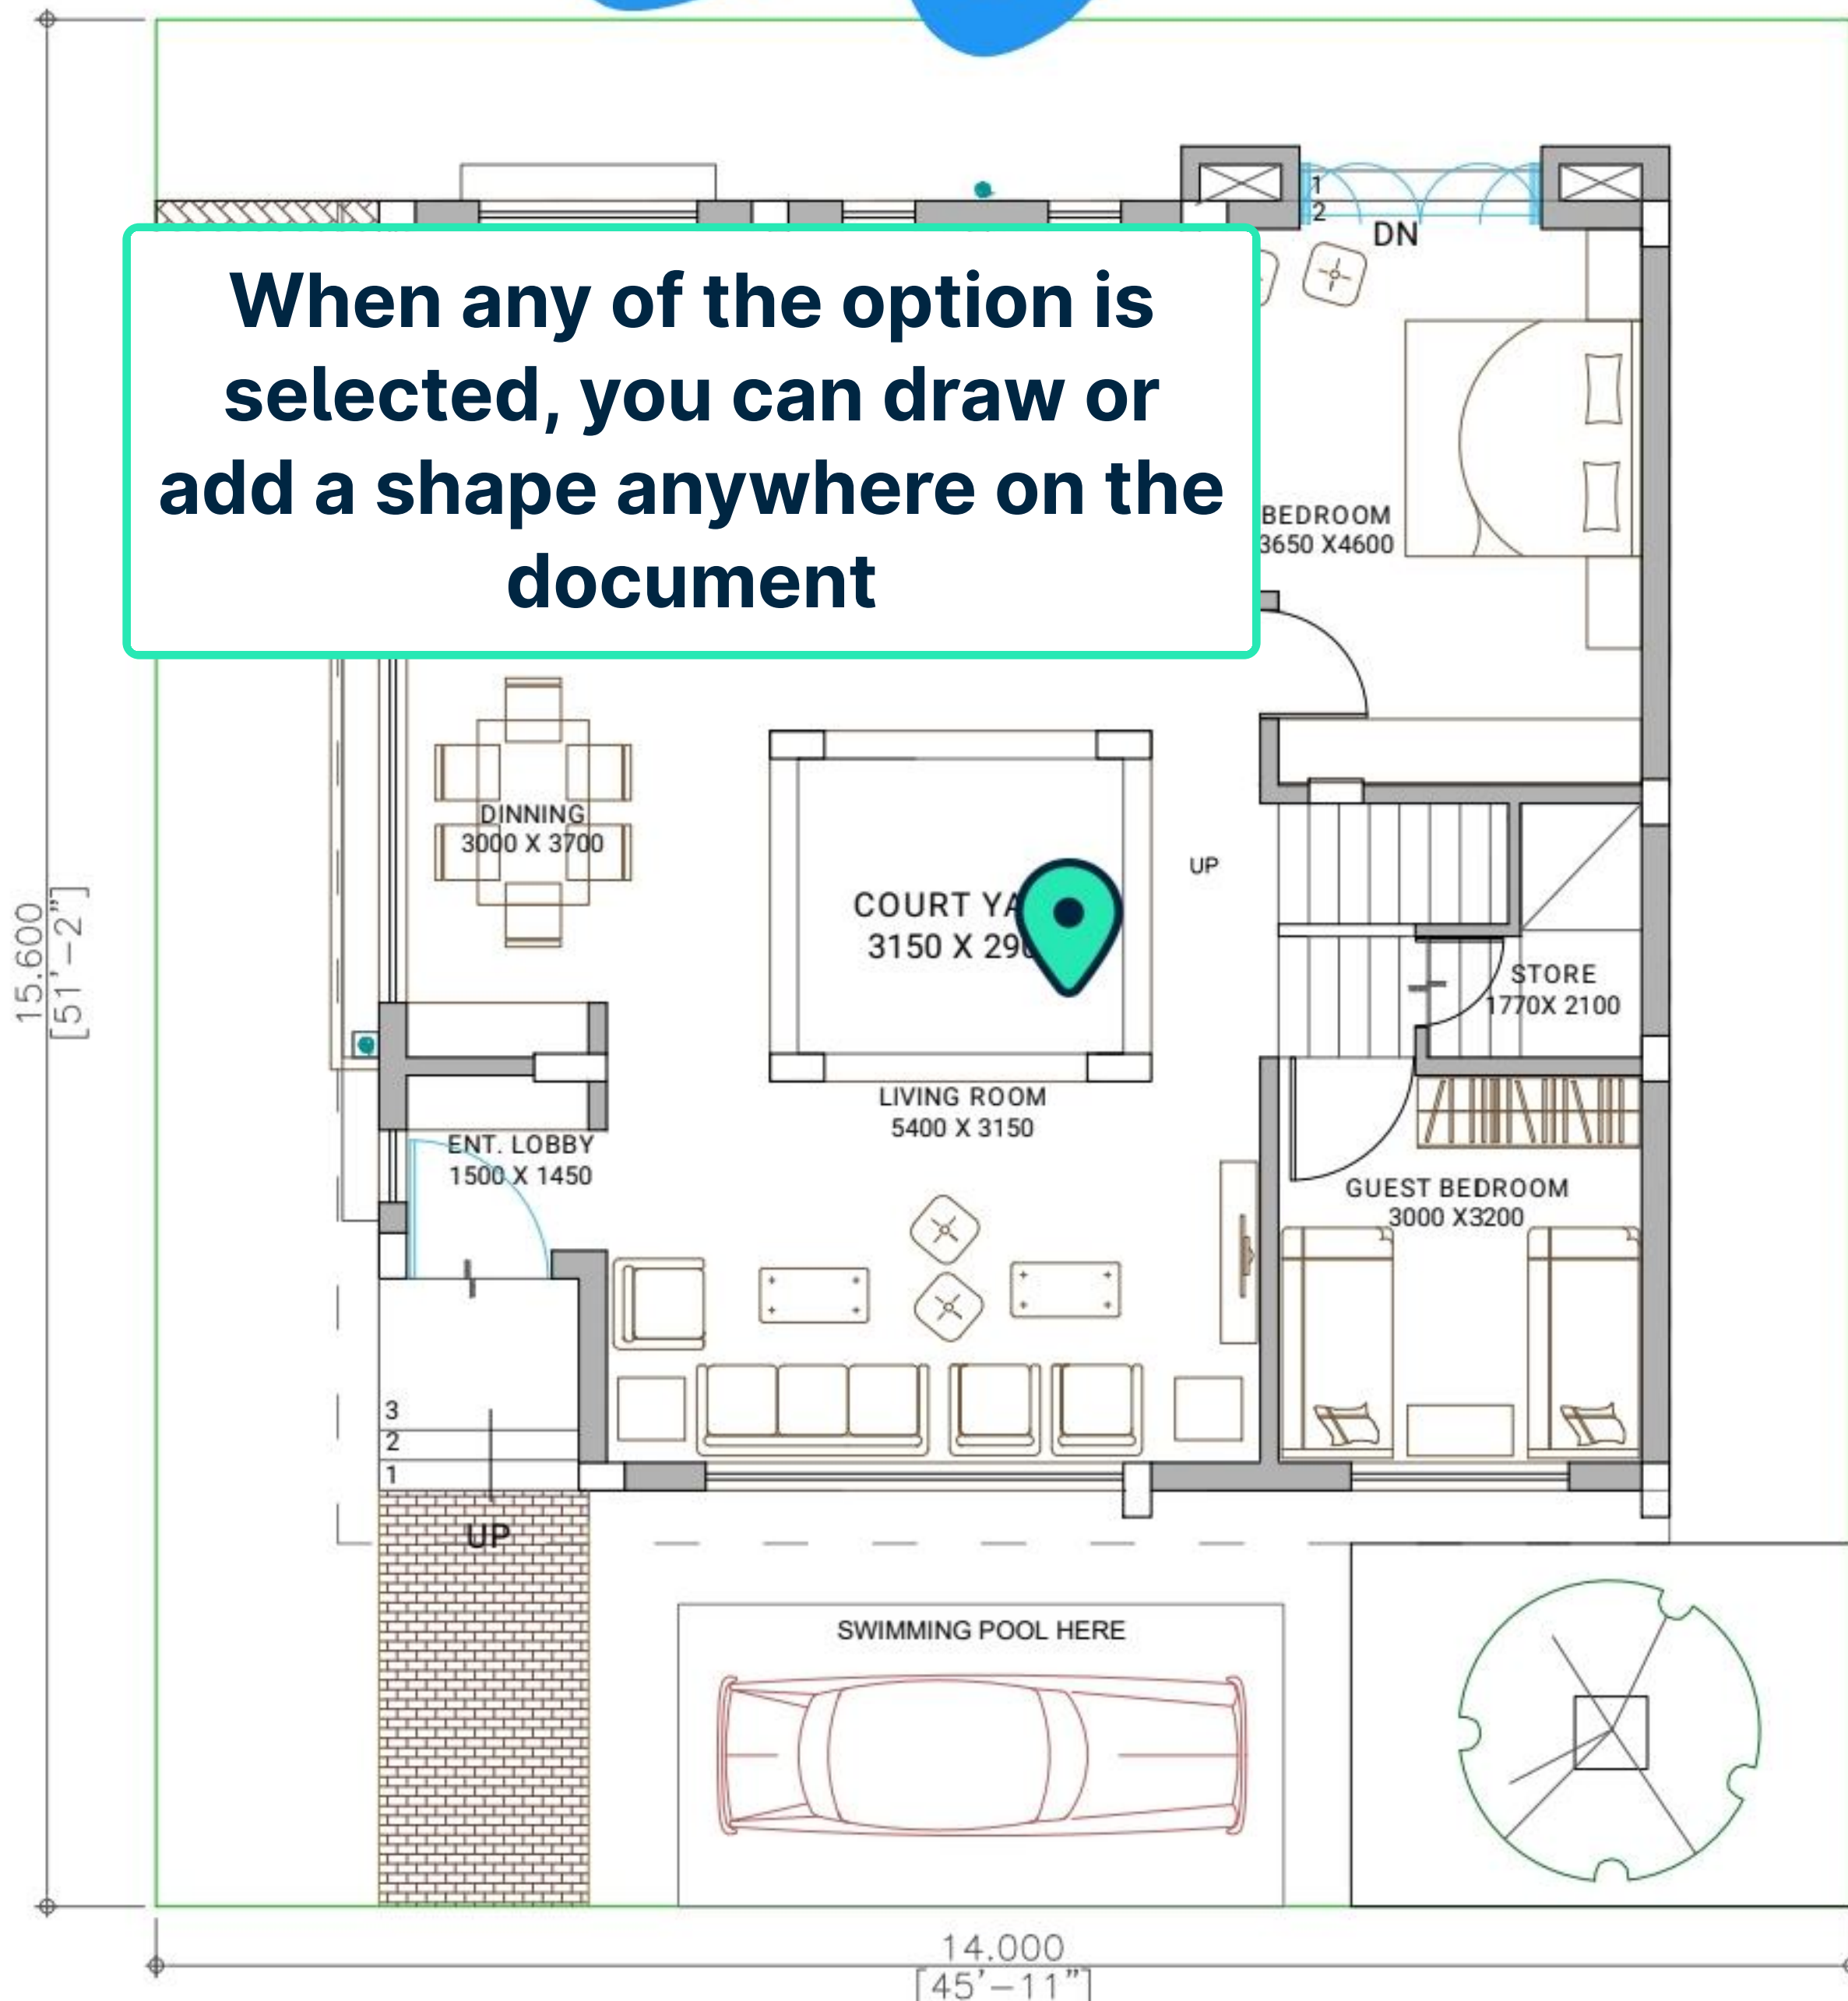 1
2
DN
When any of the option is
selected, you can draw or
add a shape anywhere on the
document
BEDROOM
3650 X4600
DINNING
3000 X 3700
UP
COURT
3150 X
STORE
1770X 2100
15.600
[51'-2"]
LIVING ROOM
5400 X 3150
ENT. LOBBY
1500 X 1450
GUEST BEDROOM
3000 X3200
3
2
1
UP
SWIMMING POOL HERE
14.000
[45'-11"]